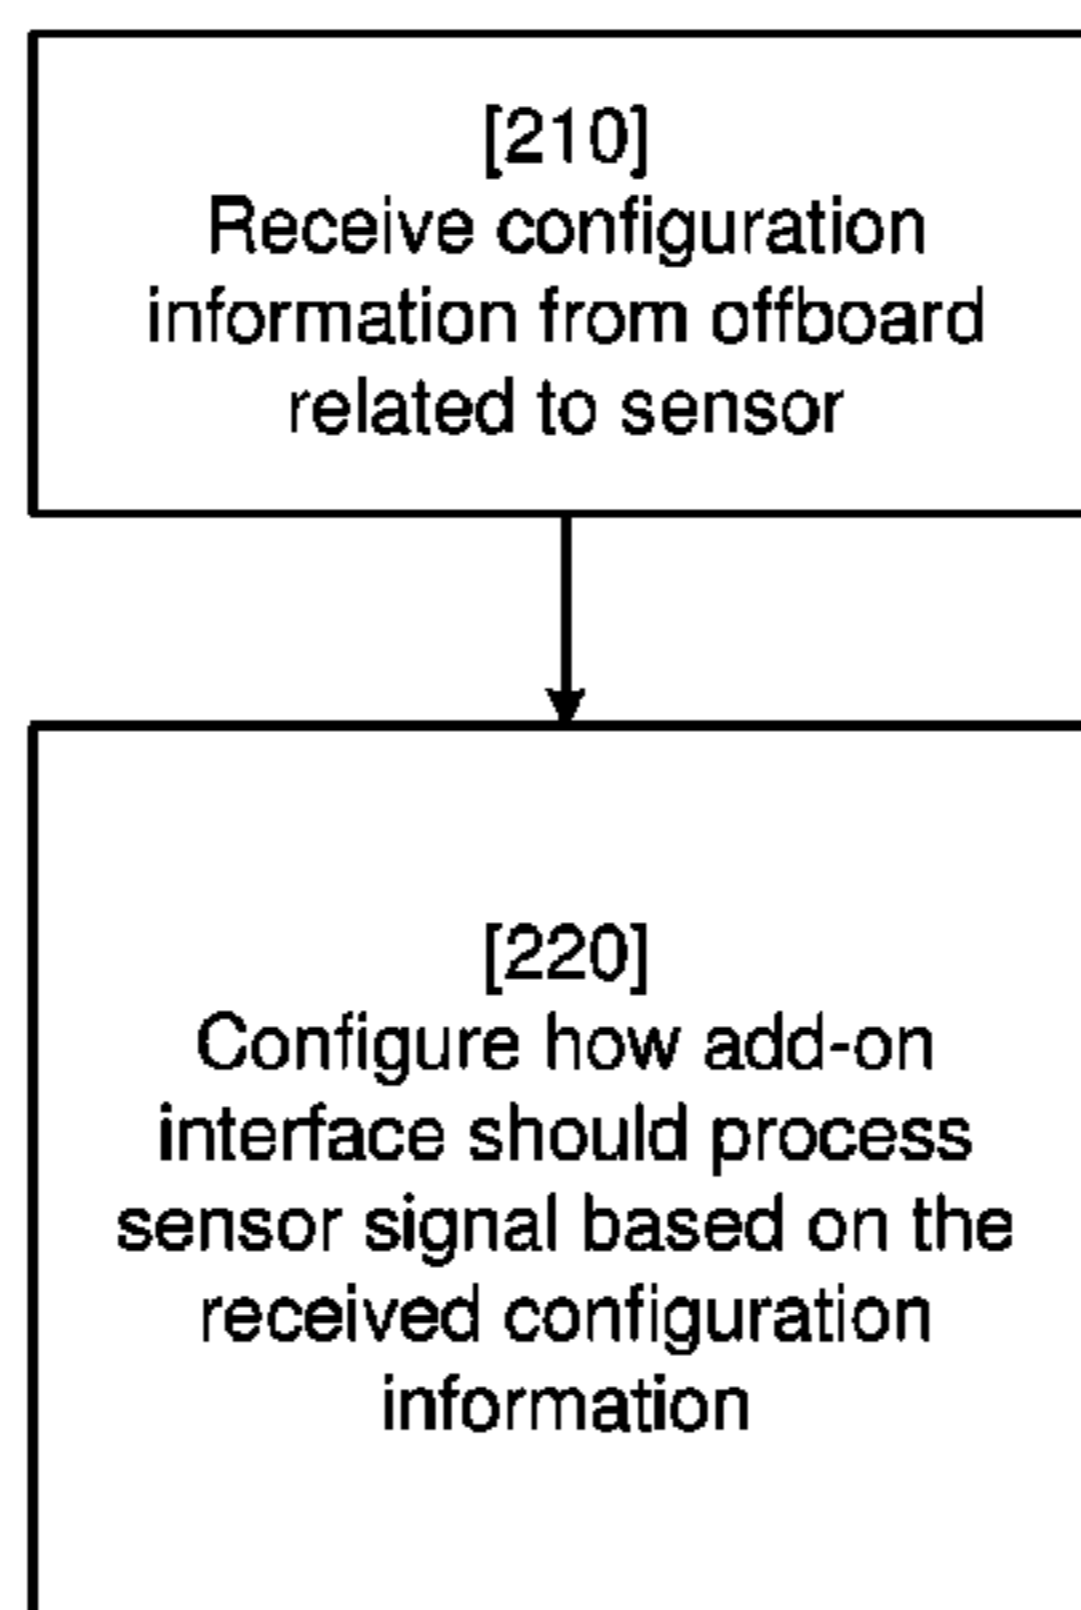 [210]
Receive configuration
information from offboard
related to sensor
[220]
Configure how add-on
interface should process
sensor signal based on the
received configuration
information